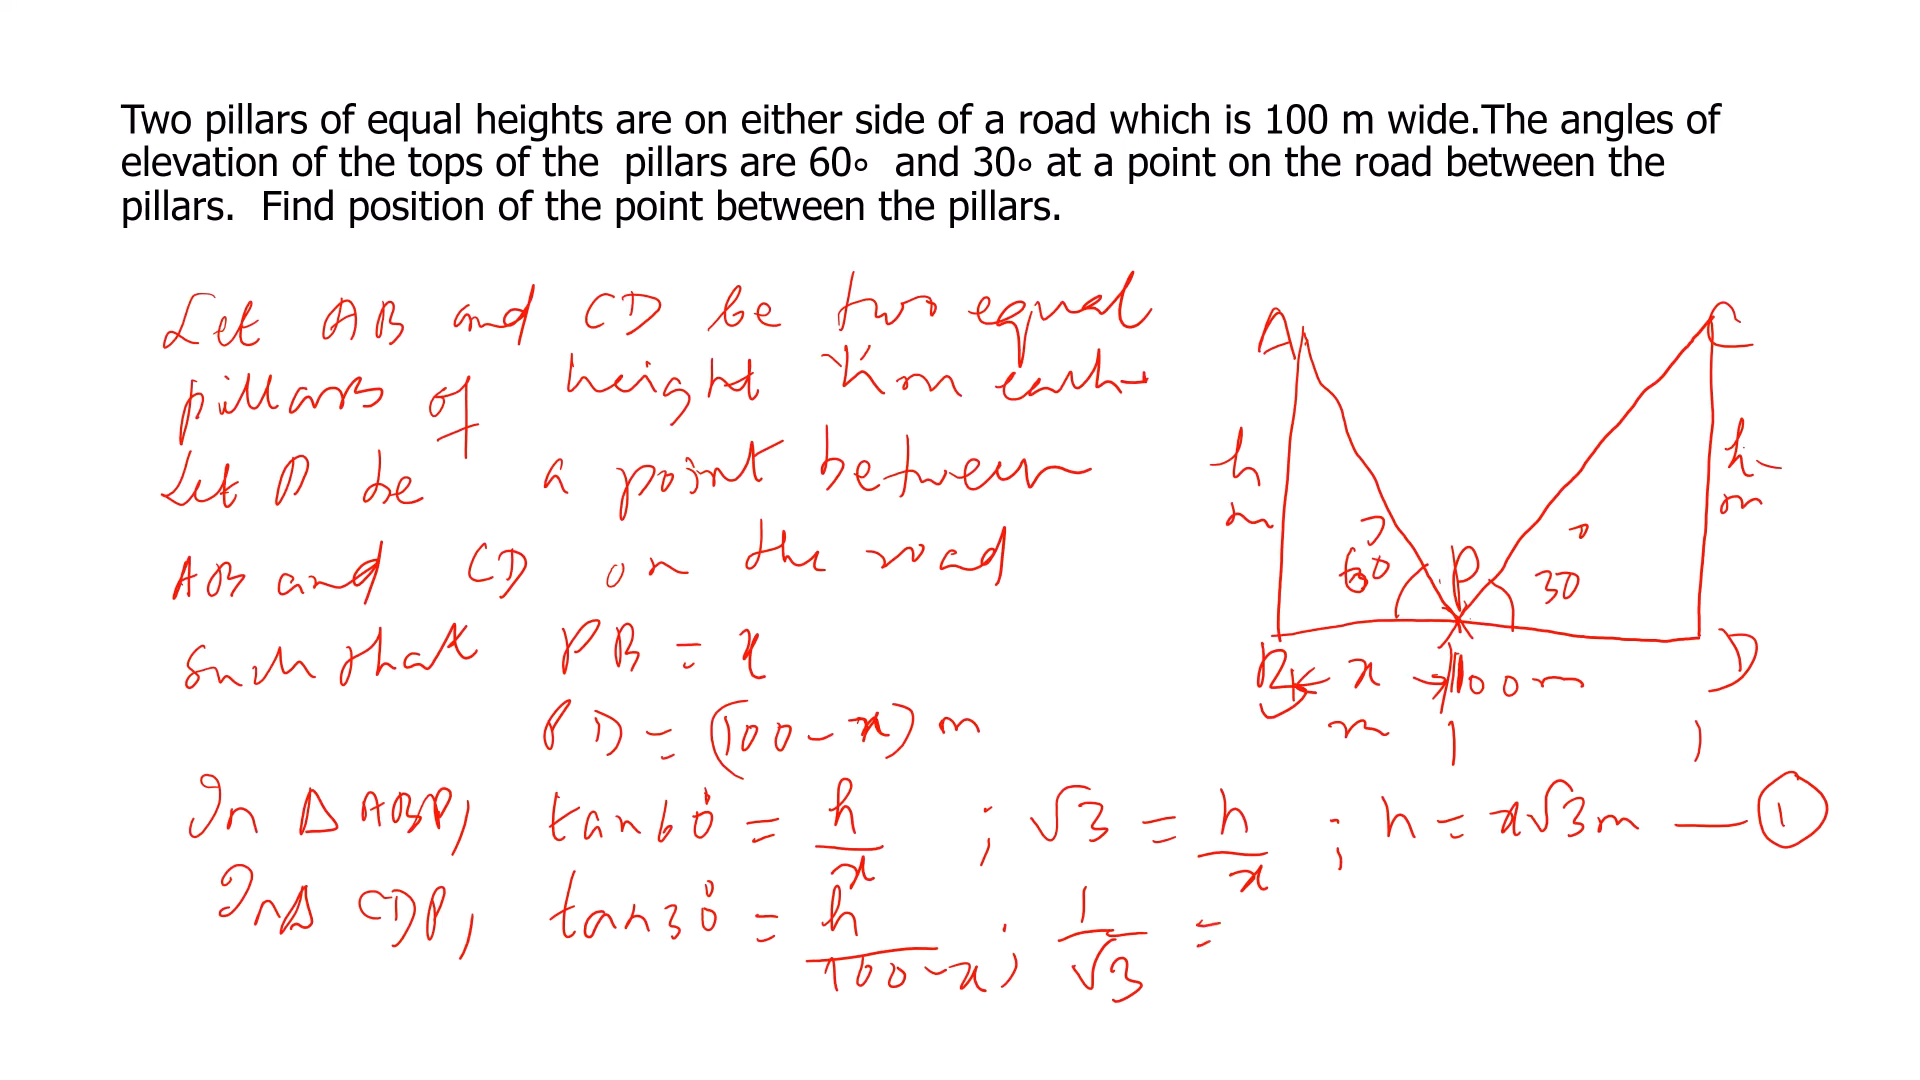 Two pillars of equal heights are on either side of a road which is 100 m wide.The angles of
elevation of the tops of the  pillars are 60∘  and 30∘ at a point on the road between the
pillars.  Find position of the point between the pillars.
Let AB and CD be two equal
pillars of height 'h'm each.
Let P be a point between
AB and CD on the road
such that PB = x
PD = (100-x) m
In Δ ABP, tan60° = h/x ; √3 = h/x ; h = x√3m — ①
In Δ CDP, tan30° = h/100-x ; 1/√3 =
A C
h h
m m
60° P 30°
B x 100m D
m